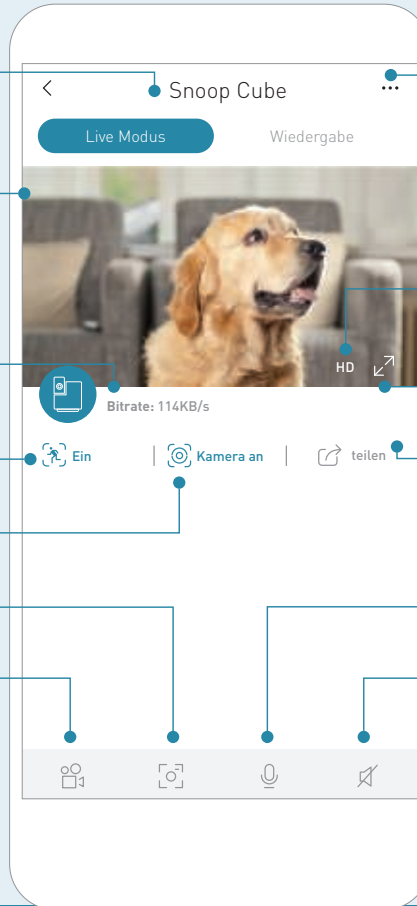 Snoop Cube
Live Modus Wiedergabe
HD
Bitrate: 114KB/s
Ein Kamera an teilen